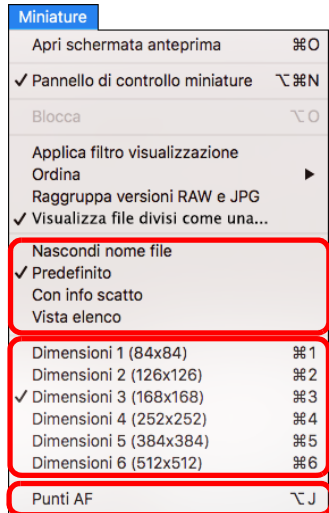 Miniature
Apri schermata anteprima ⌘O
✓ Pannello di controllo miniature ⌥⌘N
Blocca ⌥O
Applica filtro visualizzazione
Ordina ▶
Raggruppa versioni RAW e JPG
✓ Visualizza file divisi come una...
Nascondi nome file
✓ Predefinito
Con info scatto
Vista elenco
Dimensioni 1 (84x84) ⌘1
Dimensioni 2 (126x126) ⌘2
✓ Dimensioni 3 (168x168) ⌘3
Dimensioni 4 (252x252) ⌘4
Dimensioni 5 (384x384) ⌘5
Dimensioni 6 (512x512) ⌘6
Punti AF ⌥J